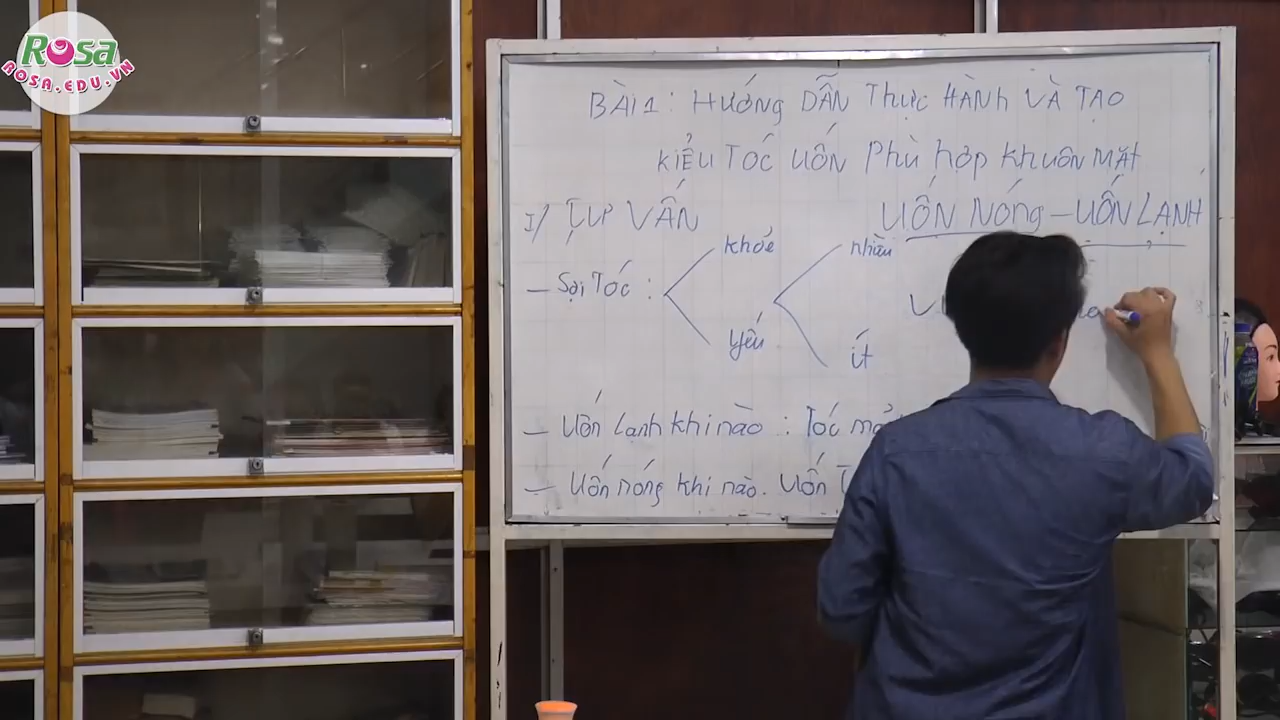 Rosa
ROSA.EDU.VN
BÀI 1: HƯỚNG DẪN THỰC HÀNH VÀ TẠO
KIỂU TÓC UỐN PHÙ HỢP KHUÔN MẶT
I/ TƯ VẤN
UỐN NÓNG – UỐN LẠNH
khỏe
nhiều
– Sợi Tóc :
yếu
ít
– Uốn Lạnh khi nào : Tóc
– Uốn nóng khi nào. Uốn